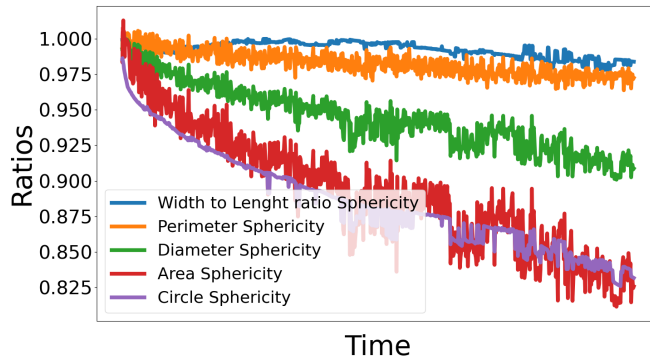 1.000
0.975
0.950
0.925
0.900
0.875
0.850
0.825
Ratios
Width to Lenght ratio Sphericity
Perimeter Sphericity
Diameter Sphericity
Area Sphericity
Circle Sphericity
Time